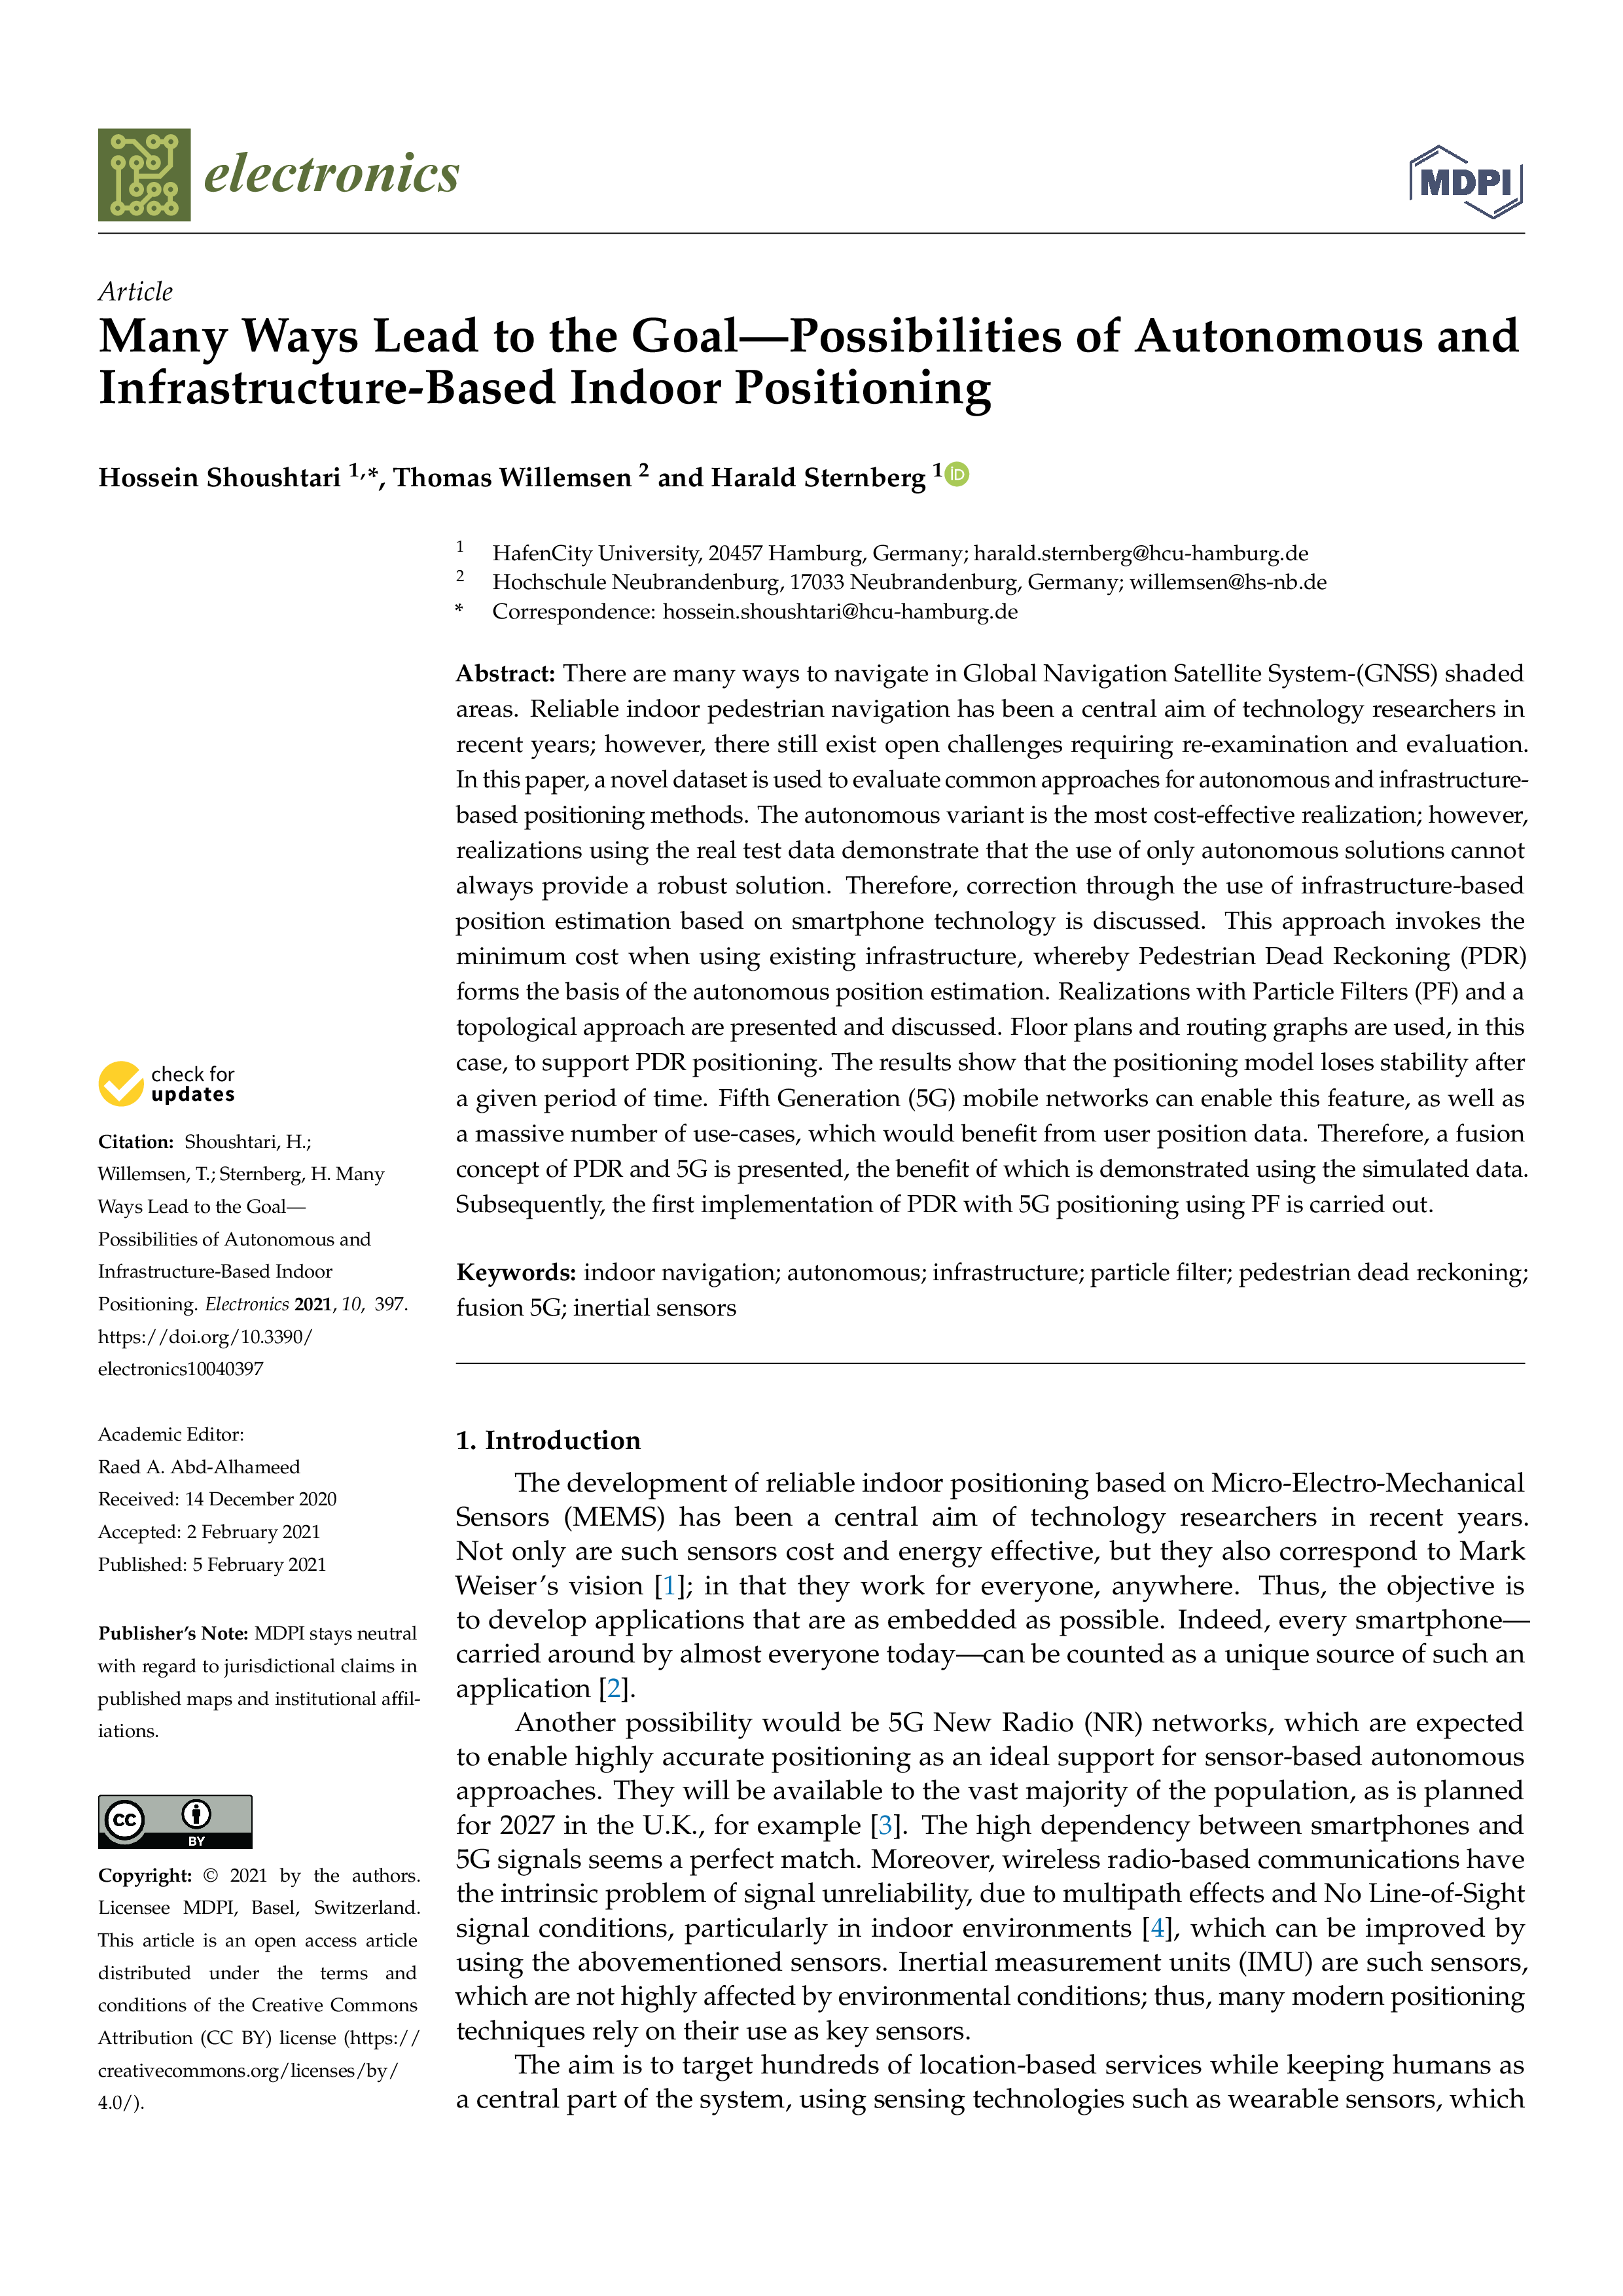 electronics
MDPI
Article
Many Ways Lead to the Goal—Possibilities of Autonomous and
Infrastructure-Based Indoor Positioning
Hossein Shoushtari 1,*, Thomas Willemsen 2 and Harald Sternberg 1 iD
1 HafenCity University, 20457 Hamburg, Germany; harald.sternberg@hcu-hamburg.de
2 Hochschule Neubrandenburg, 17033 Neubrandenburg, Germany; willemsen@hs-nb.de
* Correspondence: hossein.shoushtari@hcu-hamburg.de
Abstract: There are many ways to navigate in Global Navigation Satellite System-(GNSS) shaded
areas. Reliable indoor pedestrian navigation has been a central aim of technology researchers in
recent years; however, there still exist open challenges requiring re-examination and evaluation.
In this paper, a novel dataset is used to evaluate common approaches for autonomous and infrastructure-
based positioning methods. The autonomous variant is the most cost-effective realization; however,
realizations using the real test data demonstrate that the use of only autonomous solutions cannot
always provide a robust solution. Therefore, correction through the use of infrastructure-based
position estimation based on smartphone technology is discussed. This approach invokes the
minimum cost when using existing infrastructure, whereby Pedestrian Dead Reckoning (PDR)
forms the basis of the autonomous position estimation. Realizations with Particle Filters (PF) and a
topological approach are presented and discussed. Floor plans and routing graphs are used, in this
case, to support PDR positioning. The results show that the positioning model loses stability after
a given period of time. Fifth Generation (5G) mobile networks can enable this feature, as well as
a massive number of use-cases, which would benefit from user position data. Therefore, a fusion
concept of PDR and 5G is presented, the benefit of which is demonstrated using the simulated data.
Subsequently, the first implementation of PDR with 5G positioning using PF is carried out.
Keywords: indoor navigation; autonomous; infrastructure; particle filter; pedestrian dead reckoning;
fusion 5G; inertial sensors
check for
updates
Citation: Shoushtari, H.;
Willemsen, T.; Sternberg, H. Many
Ways Lead to the Goal—
Possibilities of Autonomous and
Infrastructure-Based Indoor
Positioning. Electronics 2021, 10, 397.
https://doi.org/10.3390/
electronics10040397
Academic Editor:
Raed A. Abd-Alhameed
Received: 14 December 2020
Accepted: 2 February 2021
Published: 5 February 2021
Publisher's Note: MDPI stays neutral
with regard to jurisdictional claims in
published maps and institutional affil-
iations.
CC BY
Copyright: © 2021 by the authors.
Licensee MDPI, Basel, Switzerland.
This article is an open access article
distributed under the terms and
conditions of the Creative Commons
Attribution (CC BY) license (https://
creativecommons.org/licenses/by/
4.0/).
1. Introduction
The development of reliable indoor positioning based on Micro-Electro-Mechanical
Sensors (MEMS) has been a central aim of technology researchers in recent years.
Not only are such sensors cost and energy effective, but they also correspond to Mark
Weiser's vision [1]; in that they work for everyone, anywhere. Thus, the objective is
to develop applications that are as embedded as possible. Indeed, every smartphone—
carried around by almost everyone today—can be counted as a unique source of such an
application [2].
Another possibility would be 5G New Radio (NR) networks, which are expected
to enable highly accurate positioning as an ideal support for sensor-based autonomous
approaches. They will be available to the vast majority of the population, as is planned
for 2027 in the U.K., for example [3]. The high dependency between smartphones and
5G signals seems a perfect match. Moreover, wireless radio-based communications have
the intrinsic problem of signal unreliability, due to multipath effects and No Line-of-Sight
signal conditions, particularly in indoor environments [4], which can be improved by
using the abovementioned sensors. Inertial measurement units (IMU) are such sensors,
which are not highly affected by environmental conditions; thus, many modern positioning
techniques rely on their use as key sensors.
The aim is to target hundreds of location-based services while keeping humans as
a central part of the system, using sensing technologies such as wearable sensors, which